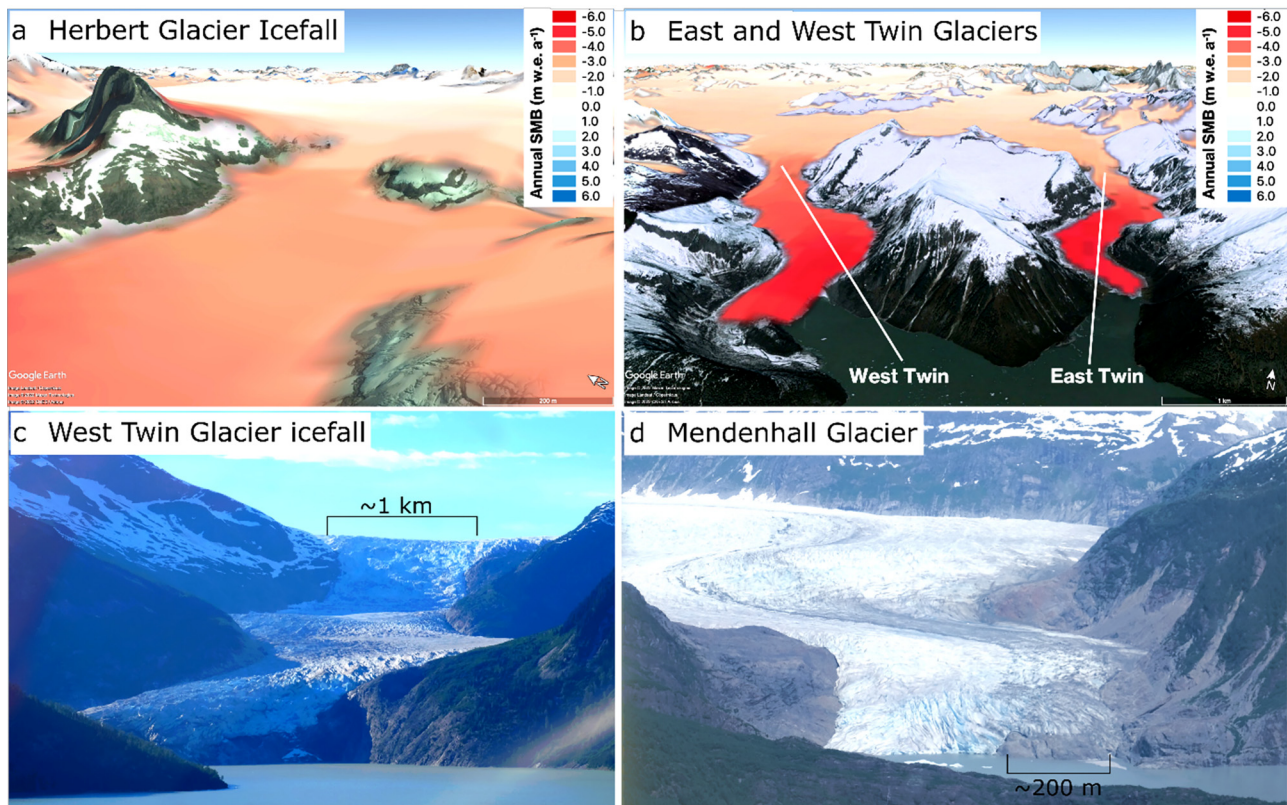 a Herbert Glacier Icefall
Annual SMB (m w.e. a⁻¹)
-6.0
-5.0
-4.0
-3.0
-2.0
-1.0
0.0
1.0
2.0
3.0
4.0
5.0
6.0
Google Earth
200 m
b East and West Twin Glaciers
Annual SMB (m w.e. a⁻¹)
-6.0
-5.0
-4.0
-3.0
-2.0
-1.0
0.0
1.0
2.0
3.0
4.0
5.0
6.0
West Twin
East Twin
Google Earth
N
1 km
c West Twin Glacier icefall
~1 km
d Mendenhall Glacier
~200 m